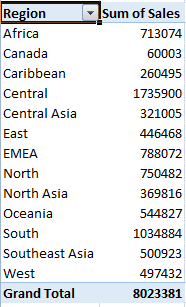 Region Sum of Sales
Africa 713074
Canada 60003
Caribbean 260495
Central 1735900
Central Asia 321005
East 446468
EMEA 788072
North 750482
North Asia 369816
Oceania 544827
South 1034884
Southeast Asia 500923
West 497432
Grand Total 8023381